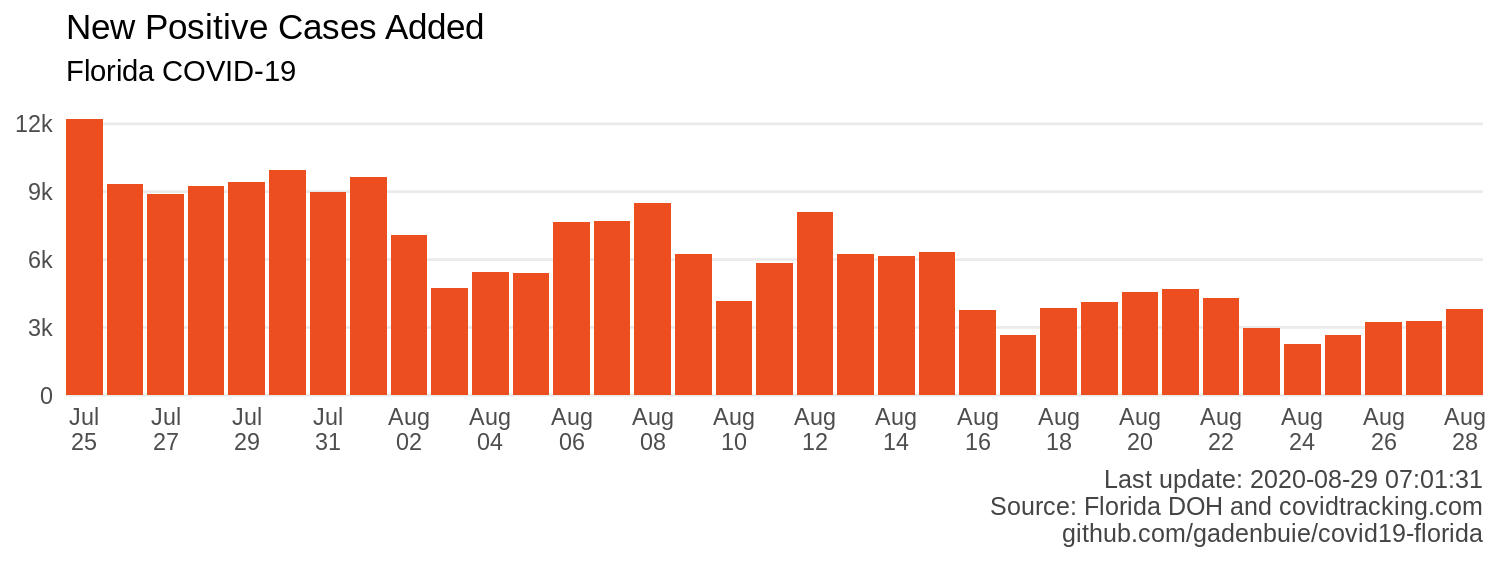 New Positive Cases Added
Florida COVID-19
12k
9k
6k
3k
0
Jul Jul Jul Jul Aug Aug Aug Aug Aug Aug Aug Aug Aug Aug Aug Aug Aug Aug
25 27 29 31 02 04 06 08 10 12 14 16 18 20 22 24 26 28
Last update: 2020-08-29 07:01:31
Source: Florida DOH and covidtracking.com
github.com/gadenbuie/covid19-florida